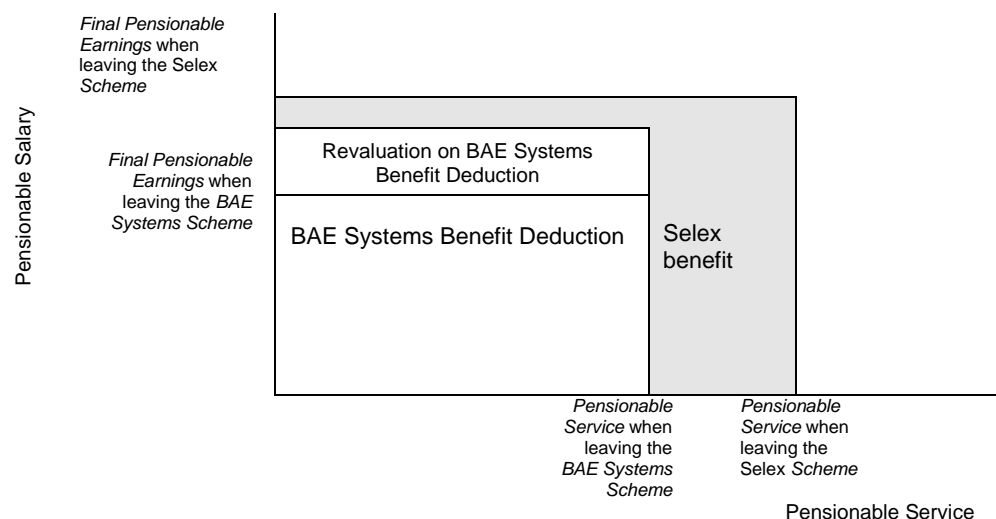 Final Pensionable
Earnings when
leaving the Selex
Scheme
Pensionable Salary
Final Pensionable
Earnings when
leaving the BAE
Systems Scheme
Revaluation on BAE Systems
Benefit Deduction
BAE Systems Benefit Deduction
Selex
benefit
Pensionable
Service when
leaving the
BAE Systems
Scheme
Pensionable
Service when
leaving the
Selex Scheme
Pensionable Service